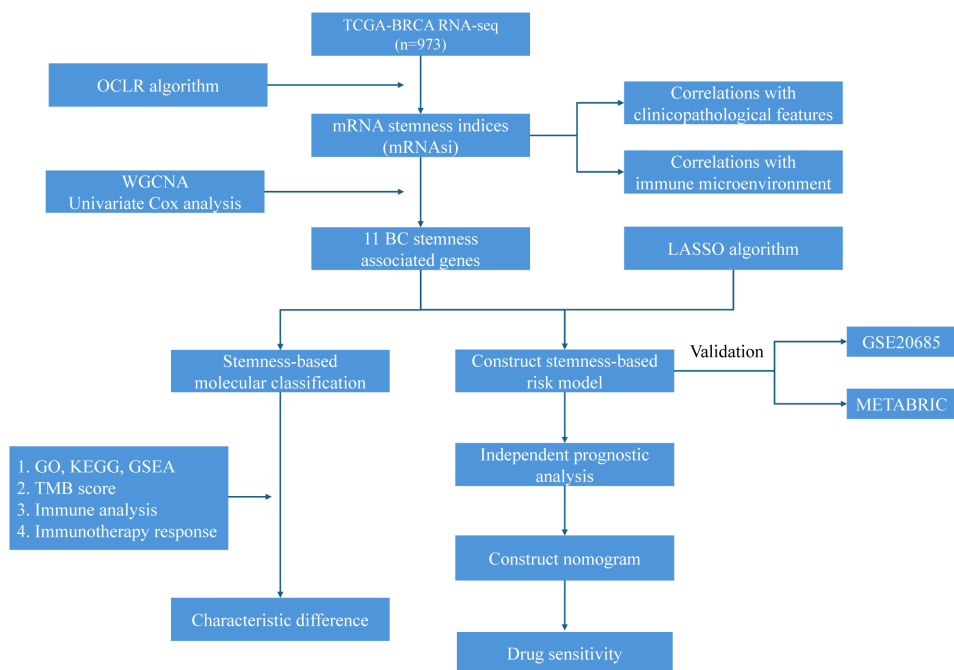 TCGA-BRCA RNA-seq
(n=973)
OCLR algorithm
Correlations with
clinicopathological features
mRNA stemness indices
(mRNAsi)
Correlations with
immune microenvironment
WGCNA
Univariate Cox analysis
11 BC stemness
associated genes
LASSO algorithm
Stemness-based
molecular classification
Construct stemness-based
risk model
Validation
GSE20685
METABRIC
1. GO, KEGG, GSEA
2. TMB score
3. Immune analysis
4. Immunotherapy response
Independent prognostic
analysis
Construct nomogram
Characteristic difference
Drug sensitivity